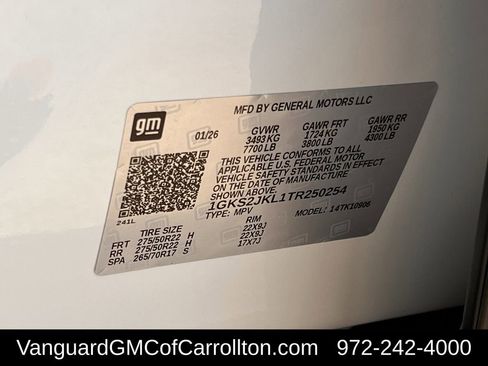 gm
MFD BY GENERAL MOTORS LLC
01/26 GVWR GAWR FRT GAWR RR
3493 KG 1724 KG 1950 KG
7700 LB 3800 LB 4300 LB
THIS VEHICLE CONFORMS TO ALL
APPLICABLE U.S. FEDERAL MOTOR
VEHICLE SAFETY STANDARDS IN EFFECT
ON THE DATE OF MANUFACTURE
1GKS2JKL1TR250254
241L TYPE: MPV MODEL: 14TK10906
TIRE SIZE RIM
FRT 275/50R22 H 22X9J
RR 275/50R22 H 22X9J
SPA 265/70R17 S 17X7J
VanguardGMCofCarrollton.com 972-242-4000